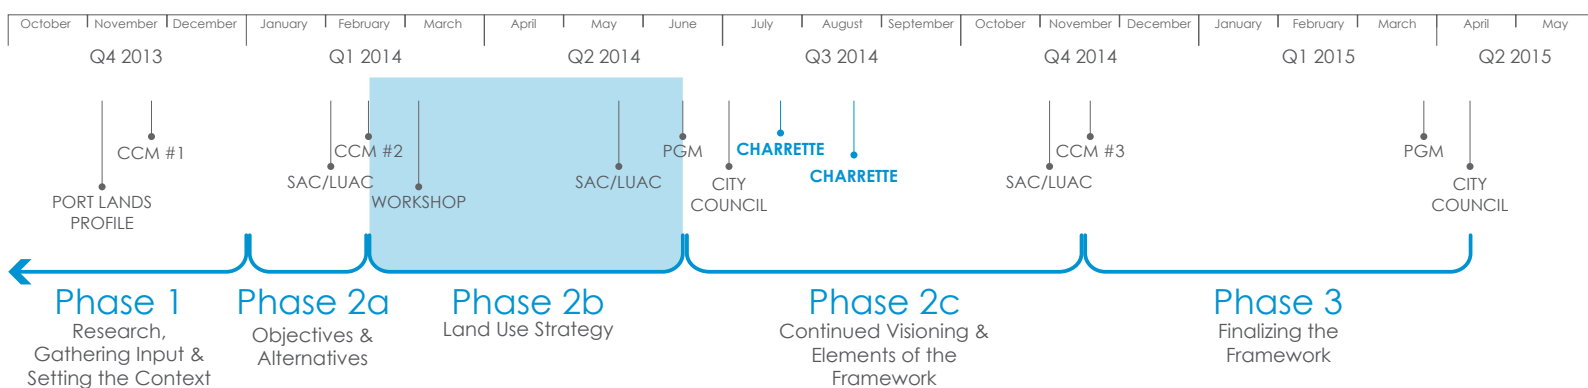 October November December January February March April May June July August September October November December January February March April May
Q4 2013 Q1 2014 Q2 2014 Q3 2014 Q4 2014 Q1 2015 Q2 2015
CCM #1
PORT LANDS
PROFILE
CCM #2
SAC/LUAC
WORKSHOP
SAC/LUAC
PGM
CITY
COUNCIL
CHARRETTE
CHARRETTE
SAC/LUAC
CCM #3
PGM
CITY
COUNCIL
Phase 1
Research,
Gathering Input &
Setting the Context
Phase 2a
Objectives &
Alternatives
Phase 2b
Land Use Strategy
Phase 2c
Continued Visioning &
Elements of the
Framework
Phase 3
Finalizing the
Framework